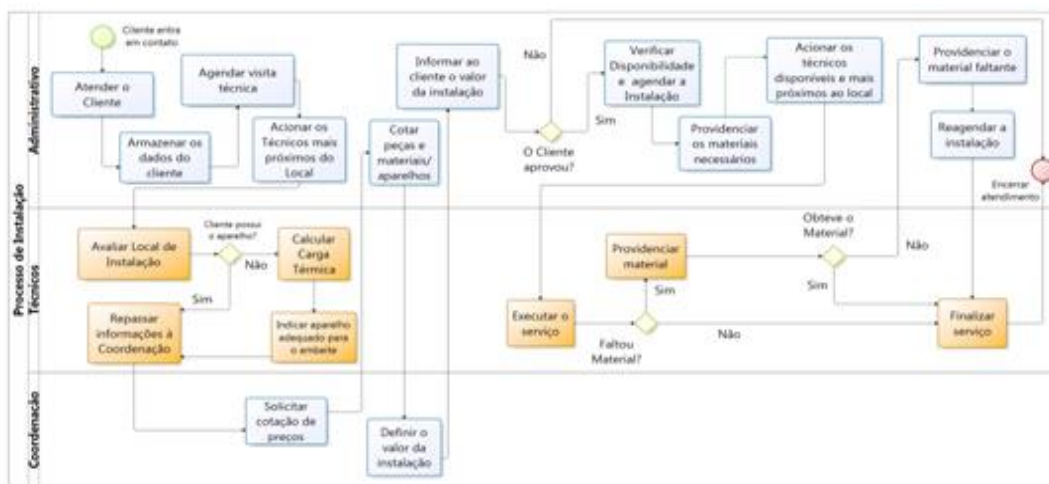 Processo de Instalação
Administrativo
Cliente entra
em contato
Atender o
Cliente
Armazenar os
dados do
cliente
Agendar visita
técnica
Acionar os
Técnicos mais
próximos do
Local
Cotar
peças e
materiais/
aparelhos
Informar ao
cliente o valor
da instalação
Não
O Cliente
aprovou?
Sim
Verificar
Disponibilidade
e agendar a
Instalação
Providenciar
os materiais
necessários
Acionar os
técnicos
disponíveis e mais
próximos ao local
Providenciar o
material faltante
Reagendar a
instalação
Encerrar
atendimento
Técnicos
Avaliar Local de
Instalação
Cliente possui
o aparelho?
Não
Sim
Calcular
Carga
Térmica
Indicar aparelho
adequado para
o ambiente
Repassar
informações à
Coordenação
Executar o
serviço
Faltou
Material?
Sim
Não
Providenciar
material
Obteve o
Material?
Não
Sim
Finalizar
serviço
Coordenação
Solicitar
cotação de
preços
Definir o
valor da
instalação